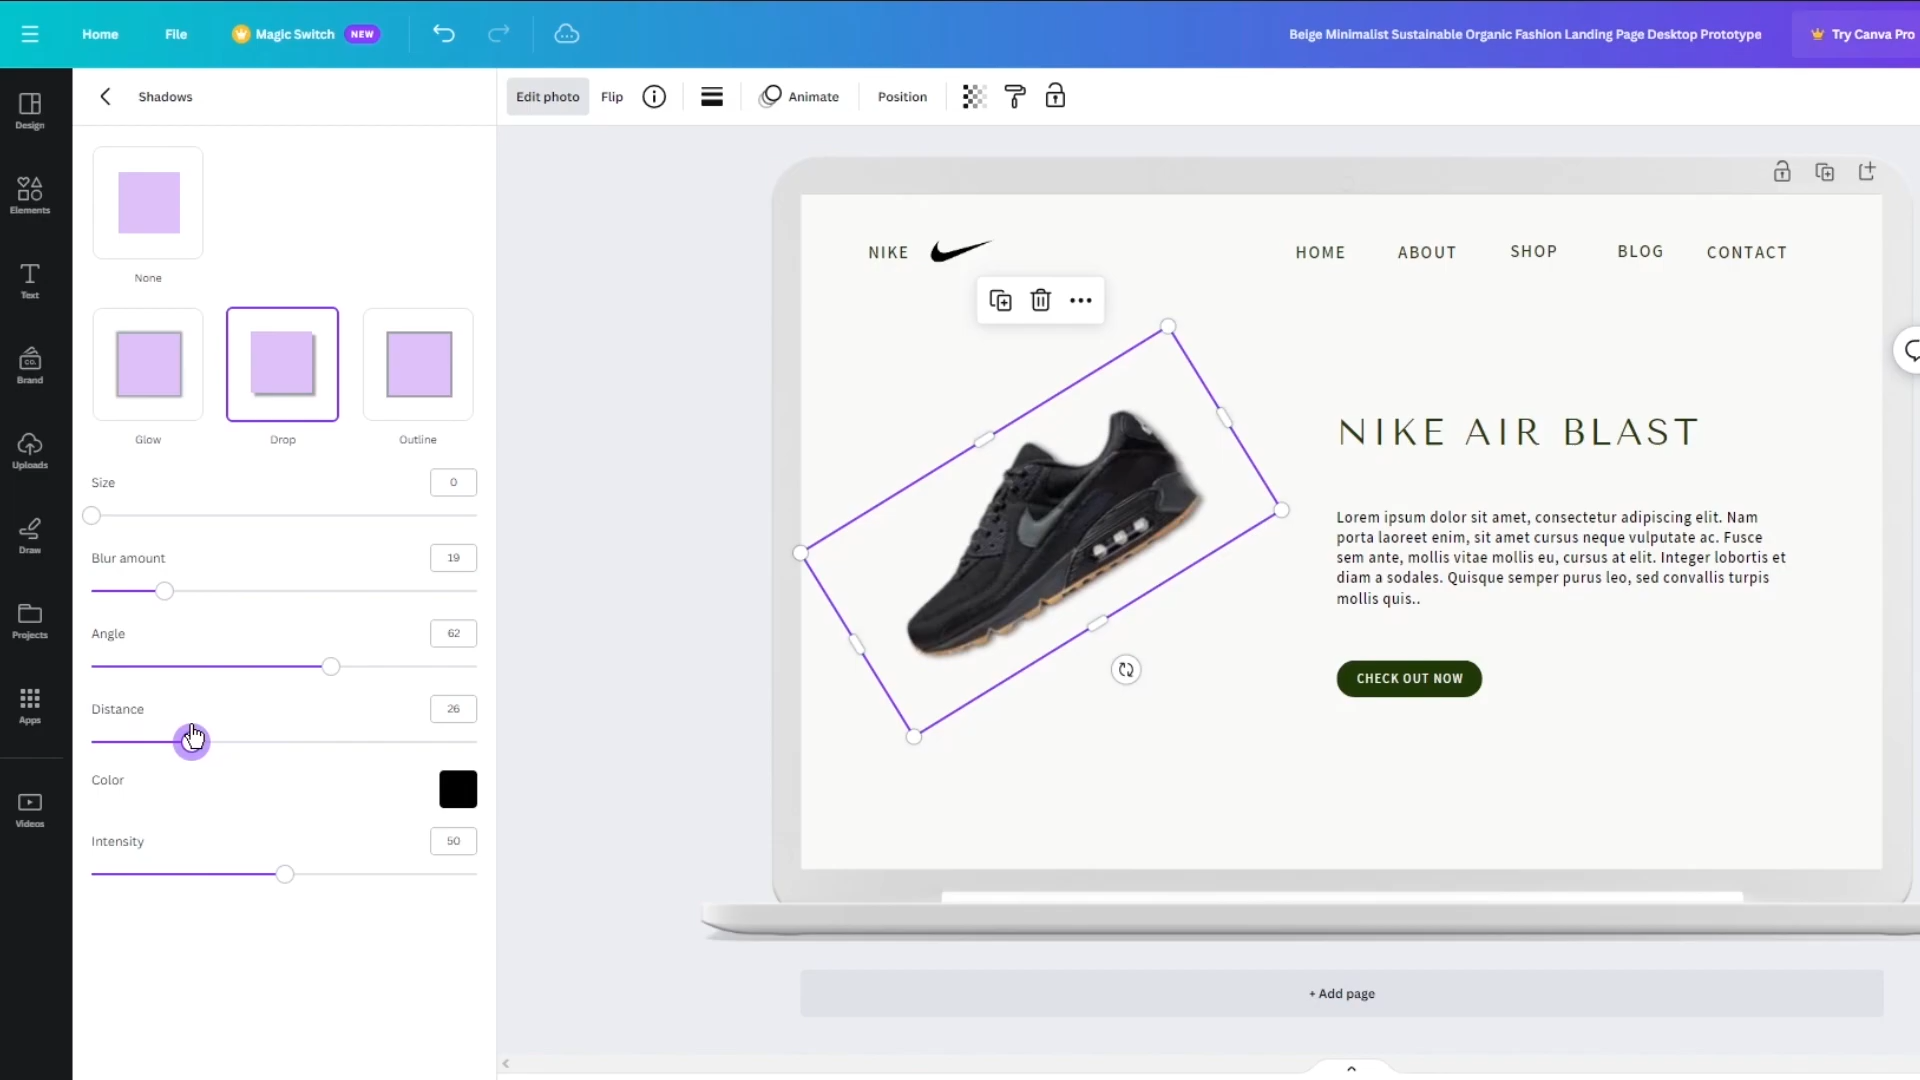 Home
File
Magic Switch
NEW
Beige Minimalist Sustainable Organic Fashion Landing Page Desktop Prototype
Try Canva Pro
Design
Elements
Text
CO.
Brand
Uploads
Draw
Projects
Apps
Videos
Shadows
None
Glow
Drop
Outline
Size
0
Blur amount
19
Angle
62
Distance
26
Color
Intensity
50
Edit photo
Flip
Animate
Position
NIKE
HOME
ABOUT
SHOP
BLOG
CONTACT
NIKE AIR BLAST
Lorem ipsum dolor sit amet, consectetur adipiscing elit. Nam
porta laoreet enim, sit amet cursus neque vulputate ac. Fusce
sem ante, mollis vitae mollis eu, cursus at elit. Integer lobortis et
diam a sodales. Quisque semper purus leo, sed convallis turpis
mollis quis..
CHECK OUT NOW
+ Add page